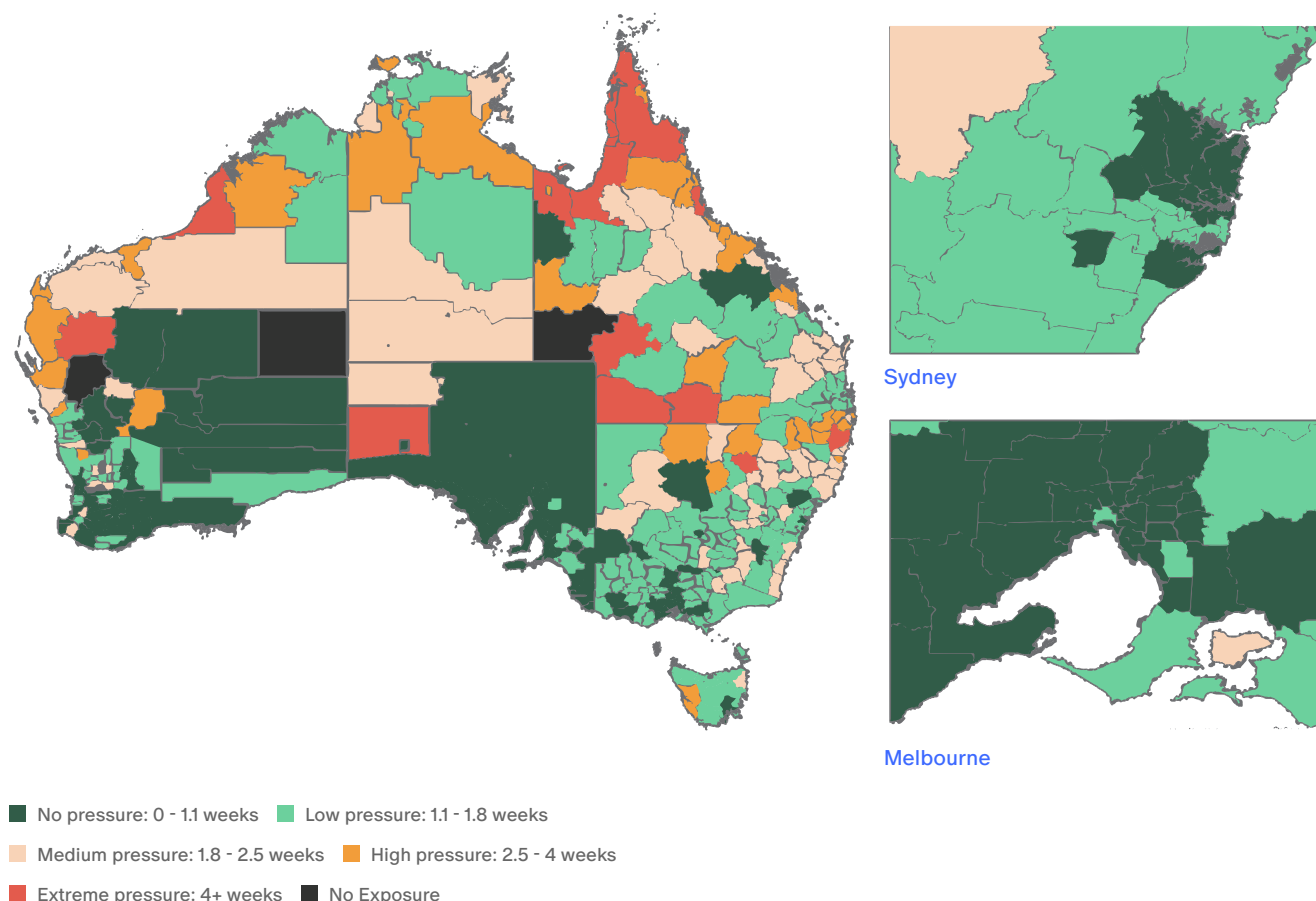 Sydney
Melbourne
No pressure: 0 - 1.1 weeks Low pressure: 1.1 - 1.8 weeks
Medium pressure: 1.8 - 2.5 weeks High pressure: 2.5 - 4 weeks
Extreme pressure: 4+ weeks No Exposure